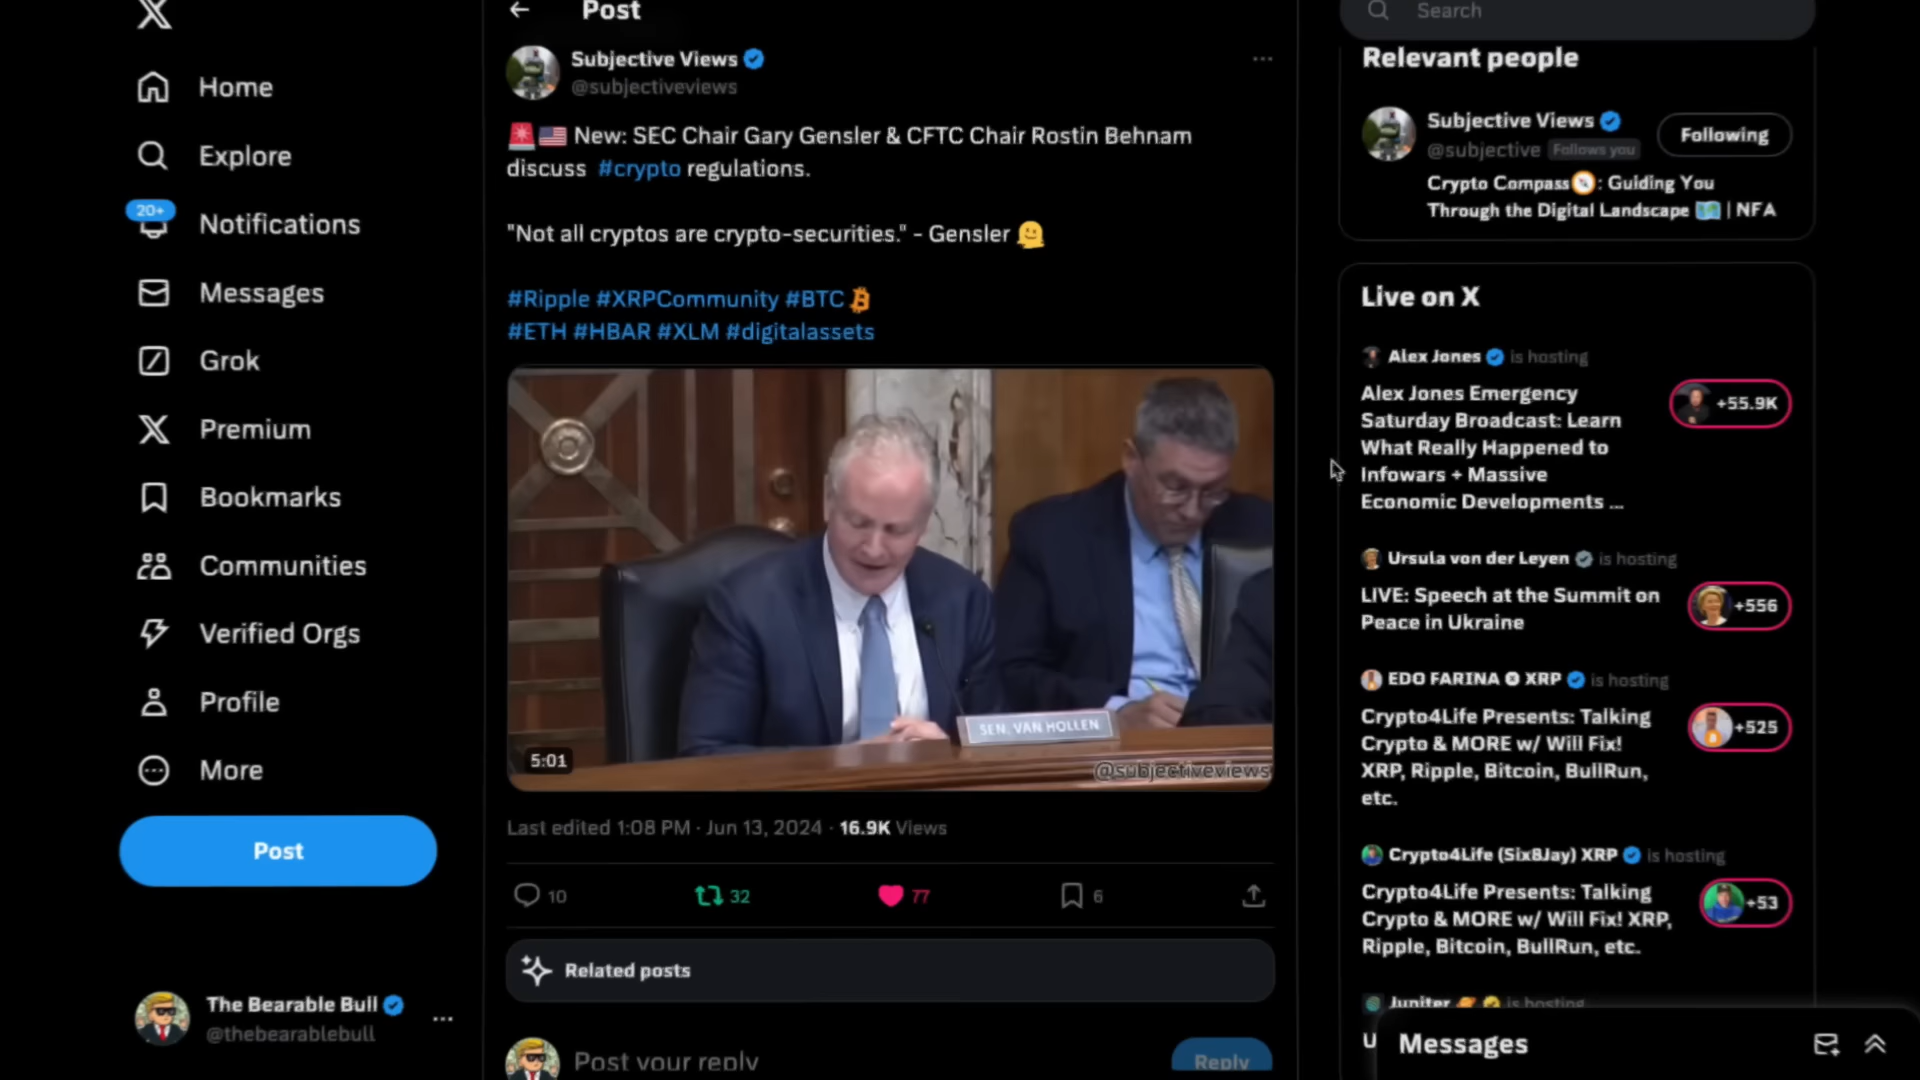 Home
Explore
20+
Notifications
Messages
Grok
Premium
Bookmarks
Communities
Verified Orgs
Profile
More
Post
The Bearable Bull
@thebearablebull
Post
Subjective Views
@subjectiveviews
New: SEC Chair Gary Gensler & CFTC Chair Rostin Behnam
discuss #crypto regulations.
"Not all cryptos are crypto-securities." - Gensler
#Ripple #XRPCommunity #BTC
#ETH #HBAR #XLM #digitalassets
SEN. VAN HOLLEN
5:01
@subjectiveviews
Last edited 1:08 PM · Jun 13, 2024 · 16.9K Views
10 32 77 6
Related posts
Post your reply
Reply
Search
Relevant people
Subjective Views
@subjective Follows you
Following
Crypto Compass : Guiding You
Through the Digital Landscape | NFA
Live on X
Alex Jones is hosting
Alex Jones Emergency
Saturday Broadcast: Learn
What Really Happened to
Infowars + Massive
Economic Developments ...
+55.9K
Ursula von der Leyen is hosting
LIVE: Speech at the Summit on
Peace in Ukraine
+556
EDO FARINA XRP is hosting
Crypto4Life Presents: Talking
Crypto & MORE w/ Will Fix!
XRP, Ripple, Bitcoin, BullRun,
etc.
+525
Crypto4Life (Six8Jay) XRP is hosting
Crypto4Life Presents: Talking
Crypto & MORE w/ Will Fix! XRP,
Ripple, Bitcoin, BullRun, etc.
+53
Jupiter is hosting
Messages